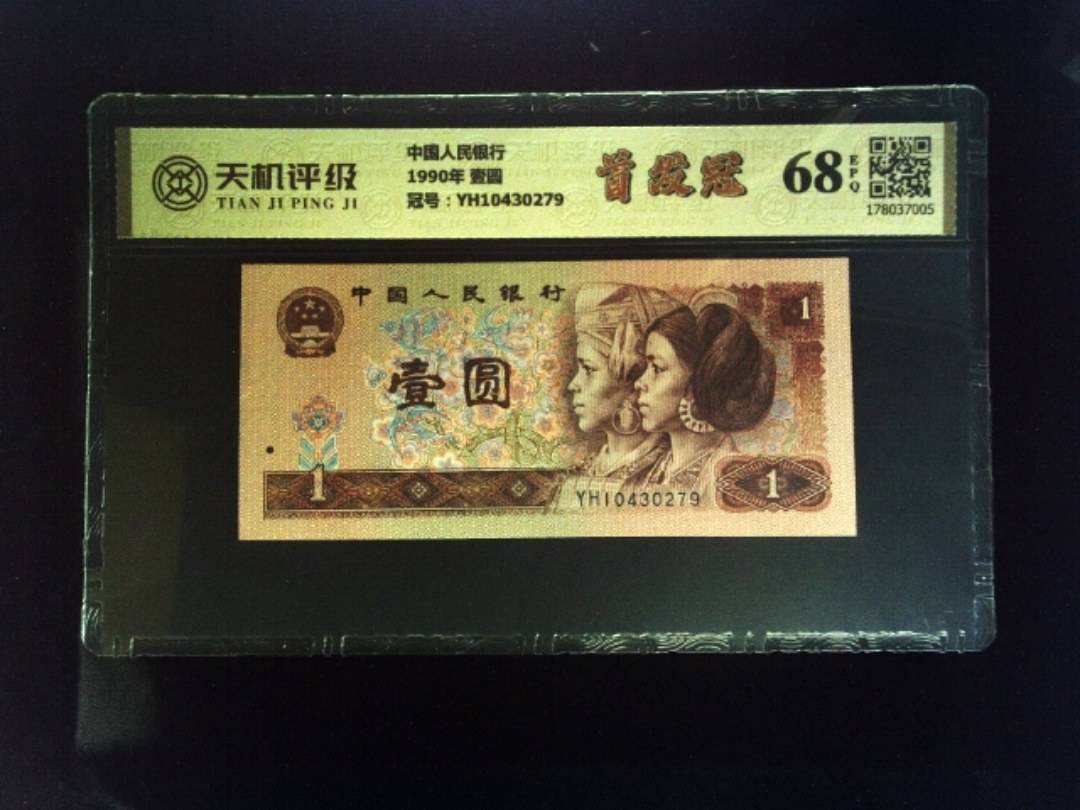 天机评级
TIAN JI PING JI
中国人民银行
1990年 壹圆
冠号：YH10430279
首发冠
68
EPQ
178037005
中国人民银行
1
壹圆
1
YH10430279
1